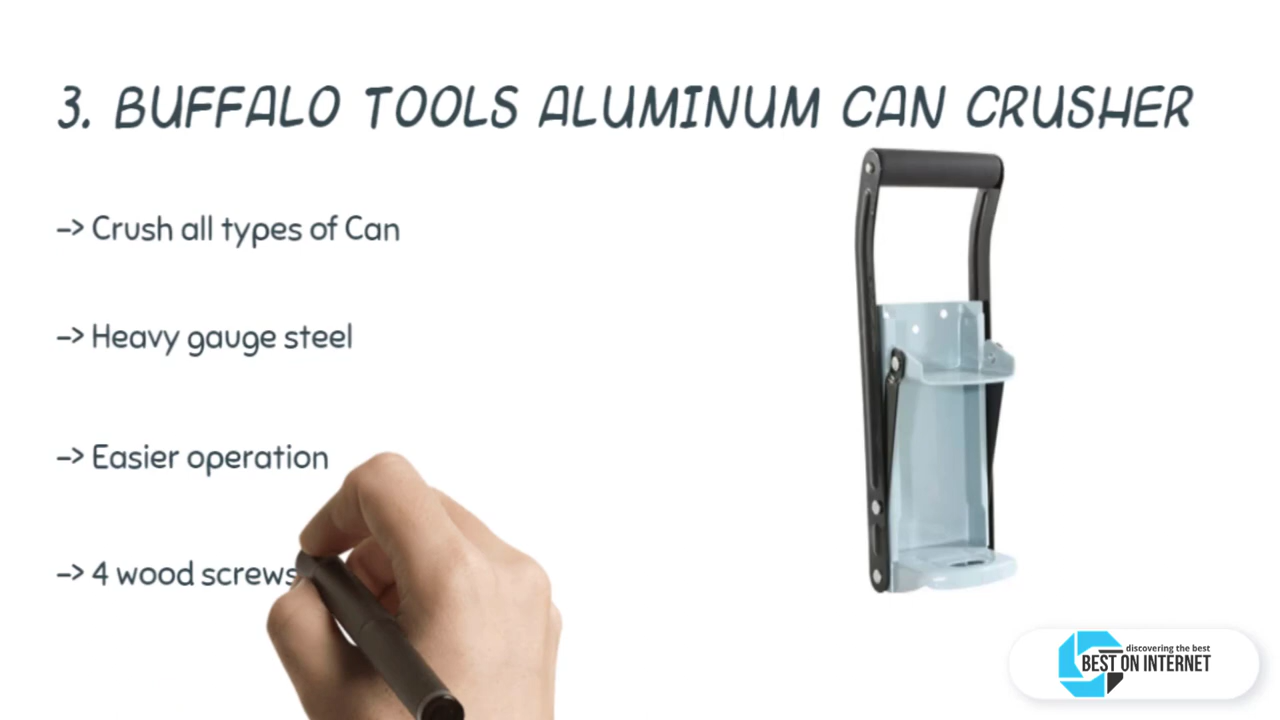 3. BUFFALO TOOLS ALUMINUM CAN CRUSHER
-> Crush all types of Can
-> Heavy gauge steel
-> Easier operation
-> 4 wood screws
discovering the best
BEST ON INTERNET